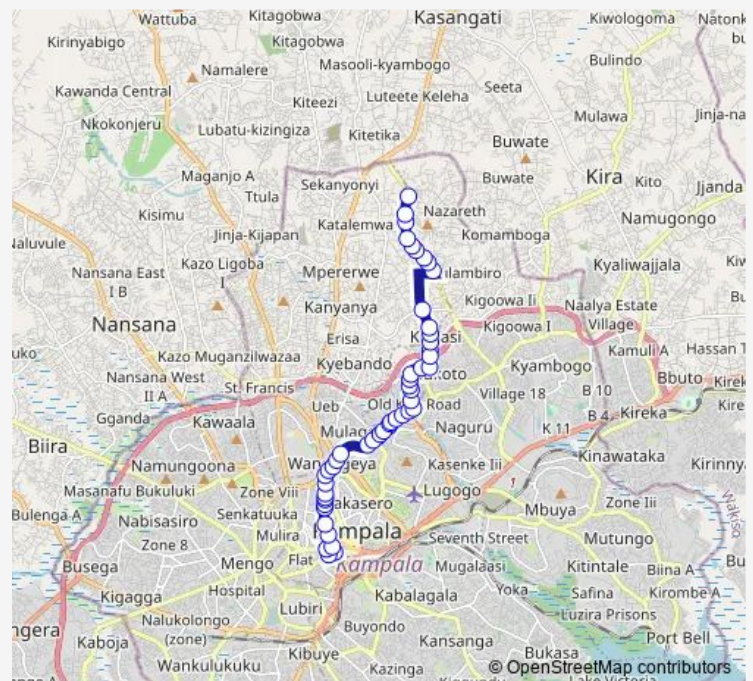 Wattuba
Kitagobwa
Kasangati
Kiwologoma
Kirinyabigo
Kitagobwa
Masooli-kyambogo
Bulindo
Namalere
Kawanda Central
Kiteezi
Luteete Keleha
Seeta
Mulawa
Jinja-na
Nkokonjeru
Lubatu-kizingiza
Kitetika
Buwate
Maganjo A
Sekanyonyi
Buwate
Kira
Kito
Jjanda
Ttula
Kisimu
Katalemwa
Nazareth
Namugongo
Jinja-Kijapan
Komamboga
Naluvule
Nansana East
I B
Kazo Ligoba
I
Mpererwe
Kyaliwajjala
Kigoowa Ii
Naalya Estate
Village
Kanyanya
Kigoowa I
Nansana
Erisa
Kamuli A
Hassan T
Kazo Muganzilwazaa
Kyebando
Kyambogo
Nansana West
II A
St. Francis
Bbuto
Village 18
B 10
Gganda
Kawaala
Ueb
Road
B 4
Kireka
Naguru
K 11
Biira
Namungoona
Kasenke Iii
Kinawataka
Kirinny
Masanafu Bukuluki
Zone Viii
Lugogo
Zone Iii
Bulenga A
Nabisasiro
Senkatuuka
Mbuya
Wakiso
Zone 8
Mulira
Kampala
Seventh Street
Mutungo
Busega
Mengo
Flat
Kampala
Mugalaasi
Kitintale
Biina A
Kigagga
Hospital
Kabalagala
Yoka
Safina
Kirombe A
Lubiri
Luzira Prisons
Nalukolongo
(zone)
Buyondo
Port Bell
Kaboja
Kibuye
Kansanga
Bukasa
Wankulukuku
Kazinga
© OpenStreetMap contributors